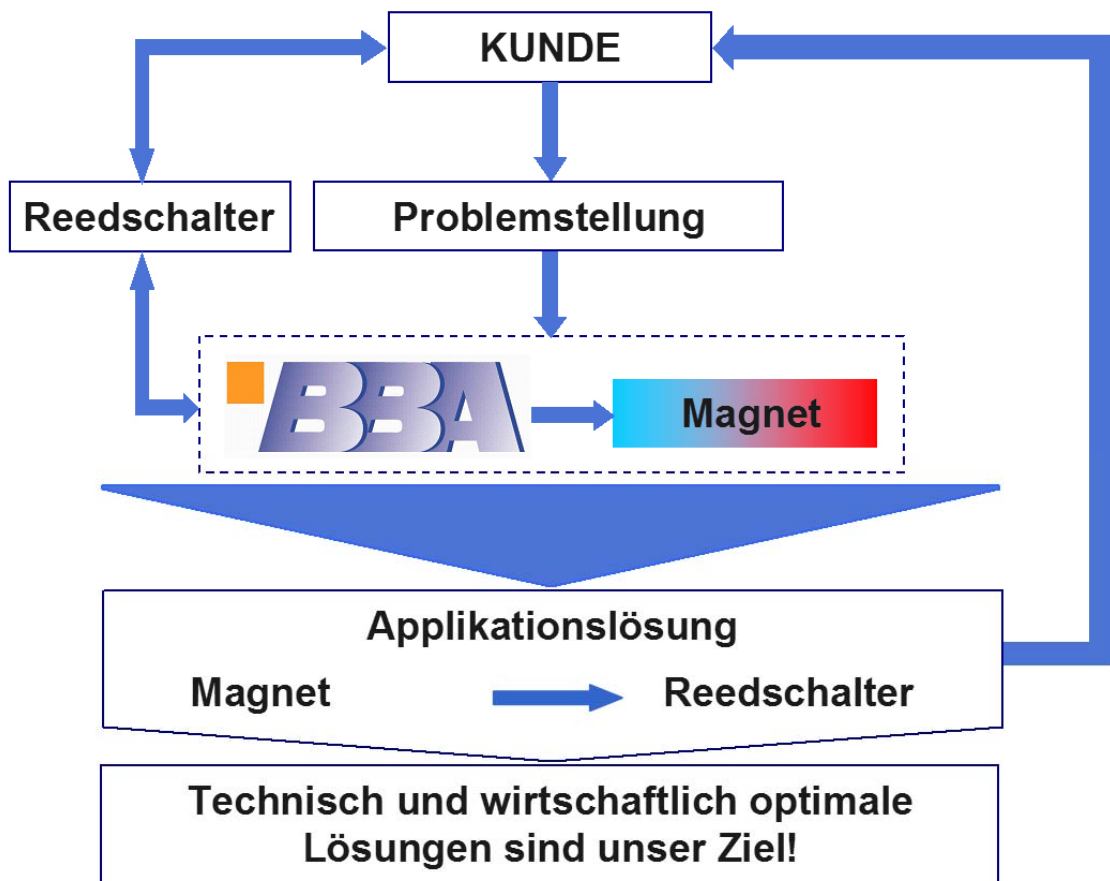 KUNDE
Reedschalter
Problemstellung
BBA
Magnet
Applikationslösung
Magnet
Reedschalter
Technisch und wirtschaftlich optimale
Lösungen sind unser Ziel!